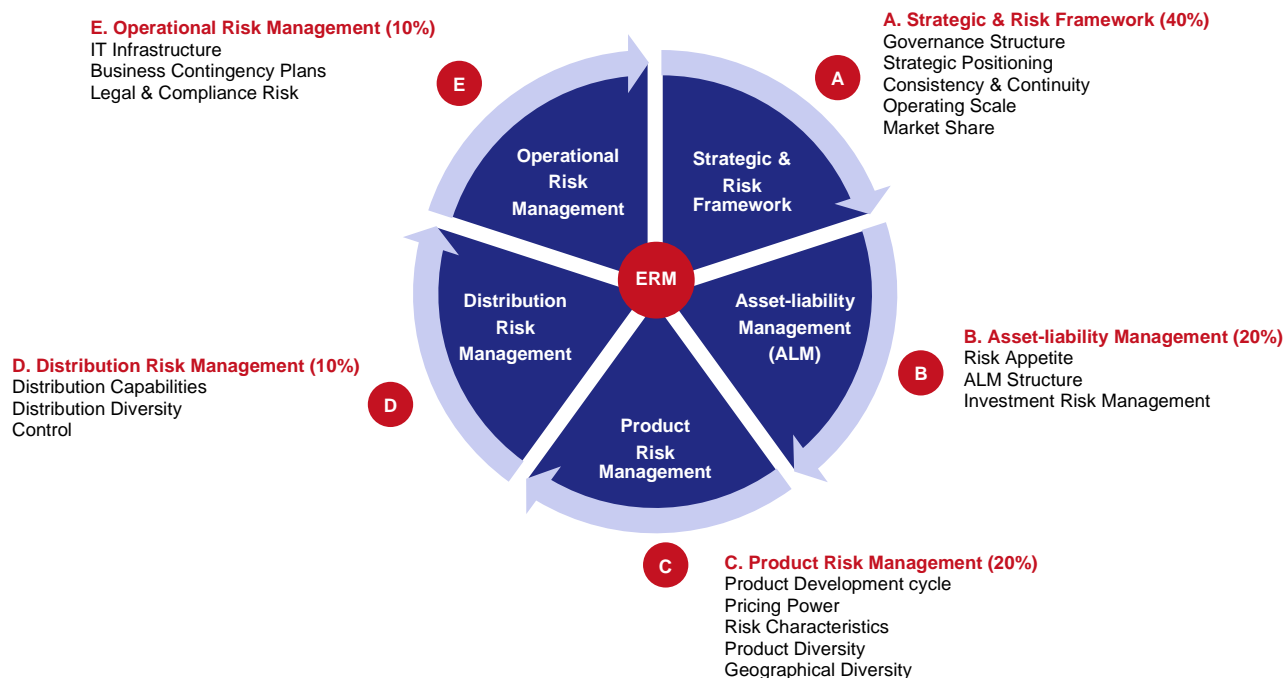 E. Operational Risk Management (10%)
IT Infrastructure
Business Contingency Plans
Legal & Compliance Risk
A. Strategic & Risk Framework (40%)
Governance Structure
Strategic Positioning
Consistency & Continuity
Operating Scale
Market Share
E
A
Operational
Risk
Management
Strategic &
Risk
Framework
ERM
Distribution
Risk
Management
Asset-liability
Management
(ALM)
D. Distribution Risk Management (10%)
Distribution Capabilities
Distribution Diversity
Control
D
B. Asset-liability Management (20%)
Risk Appetite
ALM Structure
Investment Risk Management
B
Product
Risk
Management
C
C. Product Risk Management (20%)
Product Development cycle
Pricing Power
Risk Characteristics
Product Diversity
Geographical Diversity